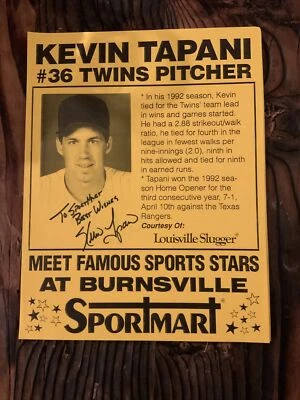 KEVIN TAPANI
#36 TWINS PITCHER
* In his 1992 season, Kevin
tied for the Twins' team lead
in wins and games started.
He had a 2.88 strikeout/walk
ratio, he tied for fourth in the
league in fewest walks per
nine-innings (2.0), ninth in
hits allowed and tied for ninth
in earned runs.
* Tapani won the 1992 sea-
son Home Opener for the
third consecutive year, 7-1,
April 10th against the Texas
Rangers.
Courtesy Of:
Louisville Slugger®
To
Best Wishes
Kevin Tapani
MEET FAMOUS SPORTS STARS
AT BURNSVILLE
SPORTMART®